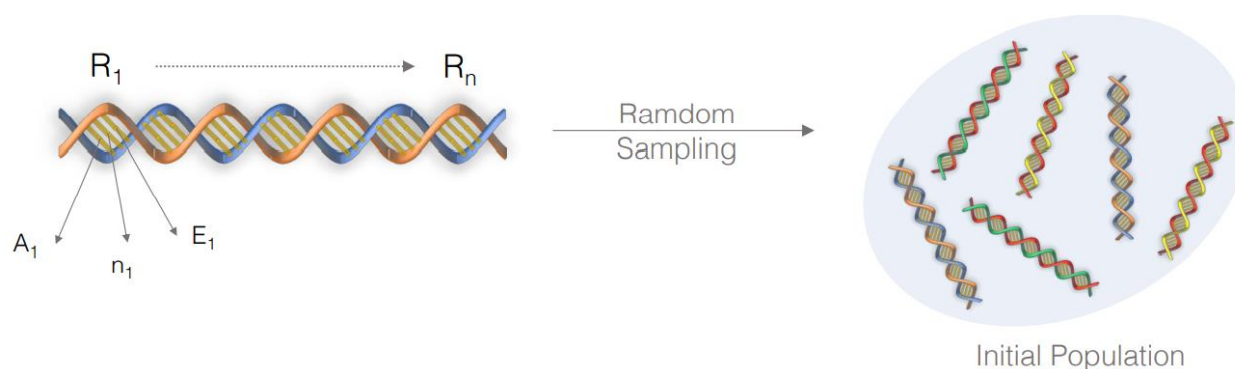 R₁ Rₙ
Ramdom
Sampling
A₁
n₁
E₁
Initial Population